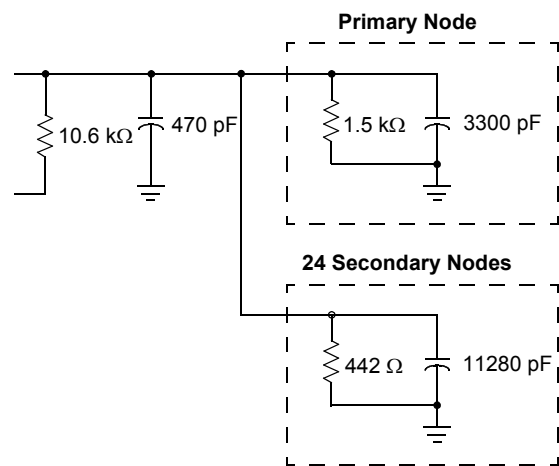 Primary Node
10.6 kΩ
470 pF
1.5 kΩ
3300 pF
24 Secondary Nodes
442 Ω
11280 pF